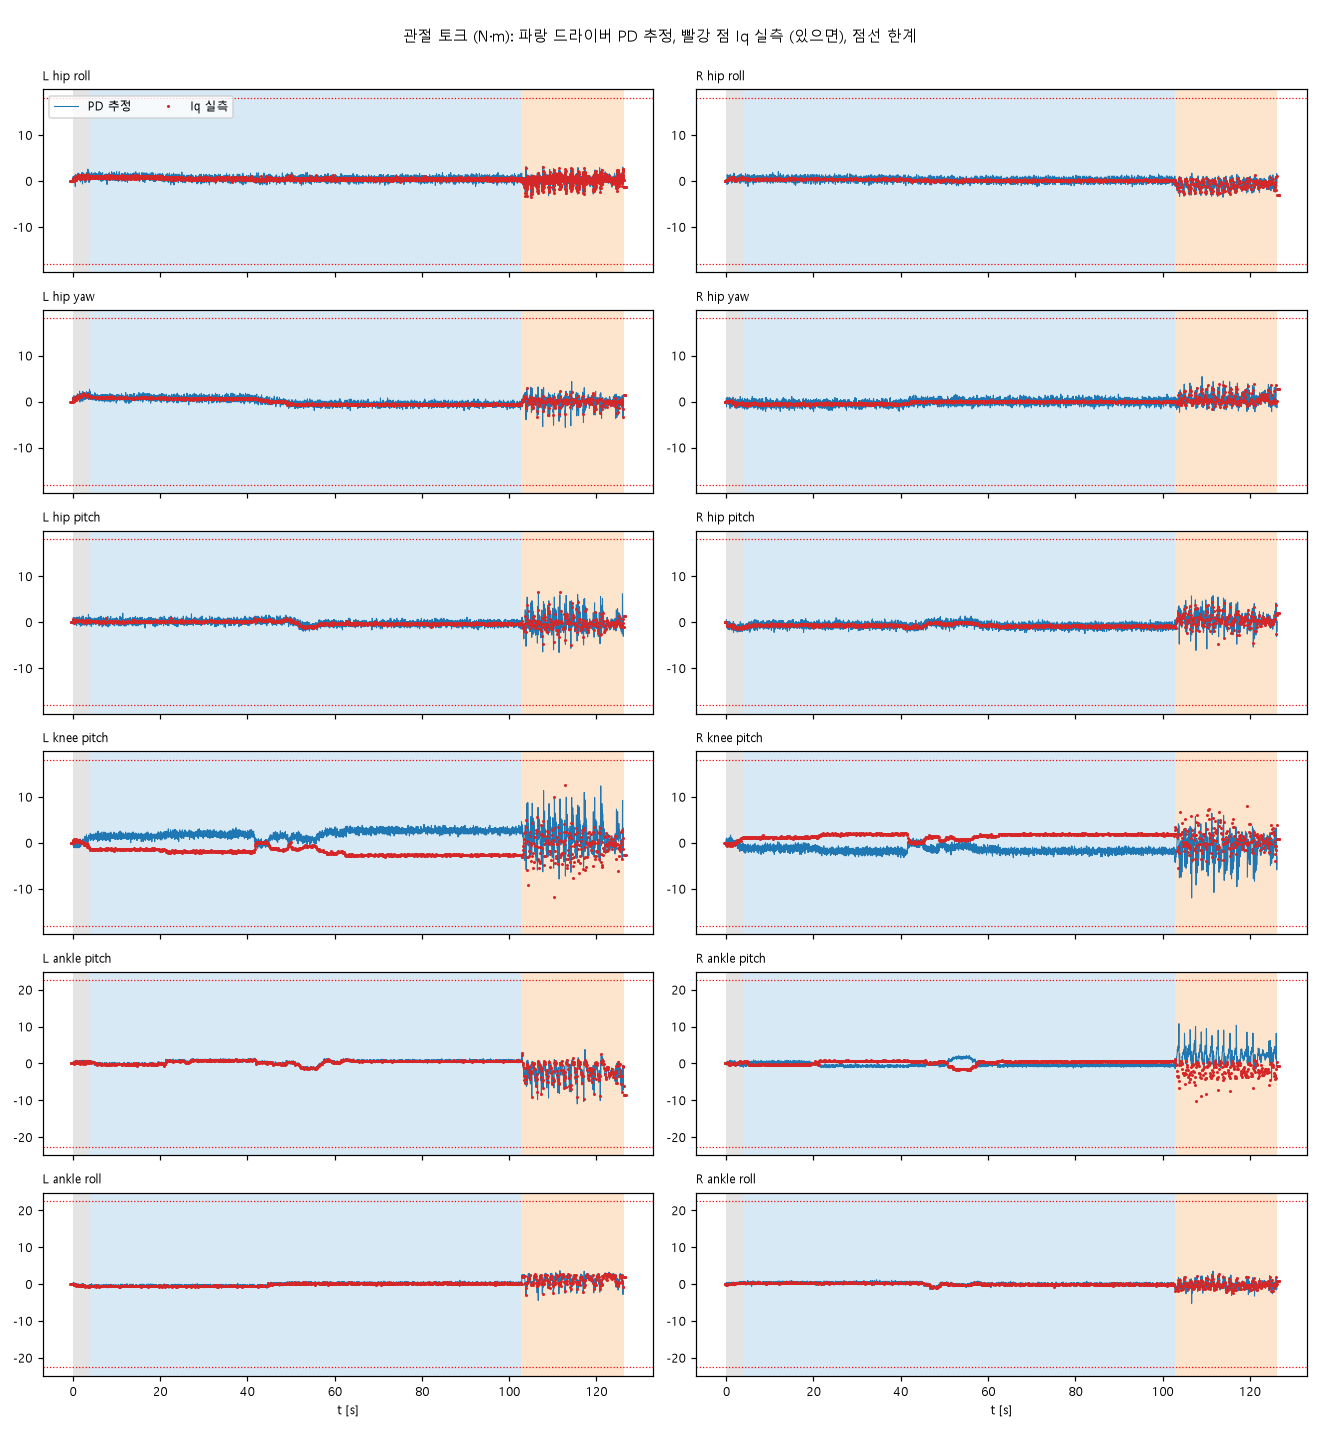 관절 토크 (N·m): 파랑 드라이버 PD 추정, 빨강 점 Iq 실측 (있으면), 점선 한계
L hip roll
R hip roll
PD 추정 Iq 실측
10
0
-10
10
0
-10
L hip yaw
R hip yaw
10
0
-10
10
0
-10
L hip pitch
R hip pitch
10
0
-10
10
0
-10
L knee pitch
R knee pitch
10
0
-10
10
0
-10
L ankle pitch
R ankle pitch
20
10
0
-10
-20
20
10
0
-10
-20
L ankle roll
R ankle roll
20
10
0
-10
-20
20
10
0
-10
-20
0 20 40 60 80 100 120
0 20 40 60 80 100 120
t [s]
t [s]